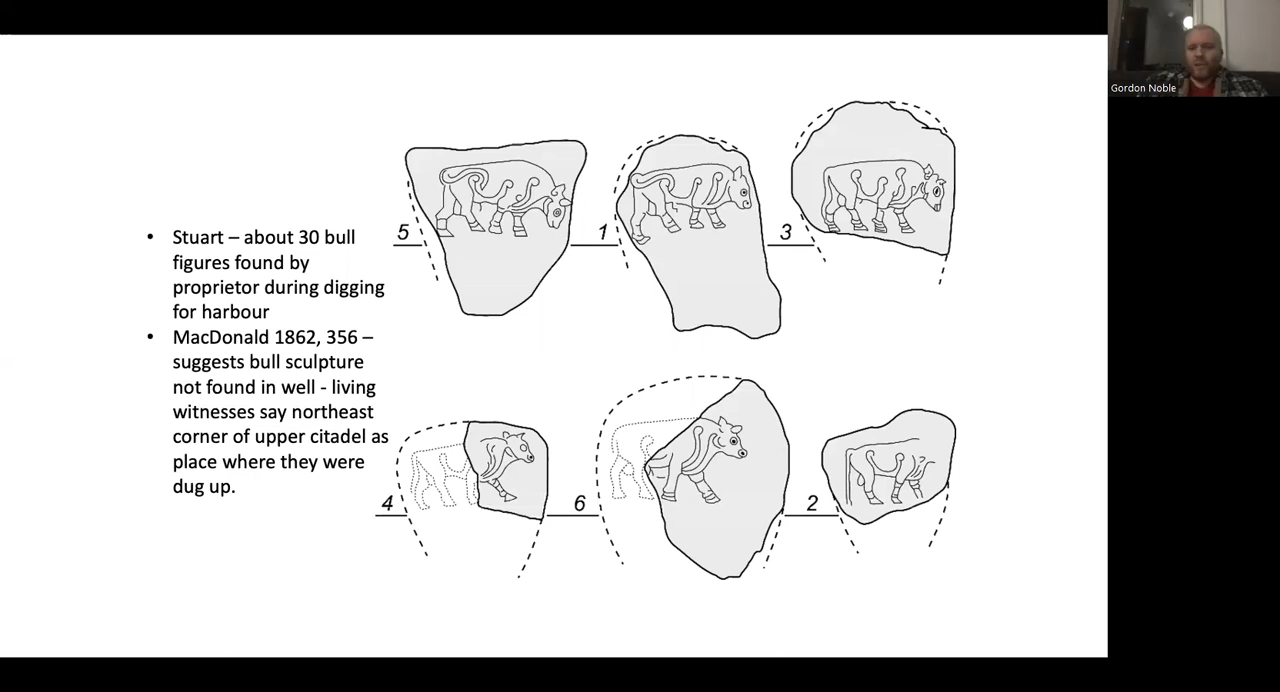 Gordon Noble
• Stuart – about 30 bull
figures found by
proprietor during digging
for harbour
• MacDonald 1862, 356 –
suggests bull sculpture
not found in well - living
witnesses say northeast
corner of upper citadel as
place where they were
dug up.
5
1
3
4
6
2